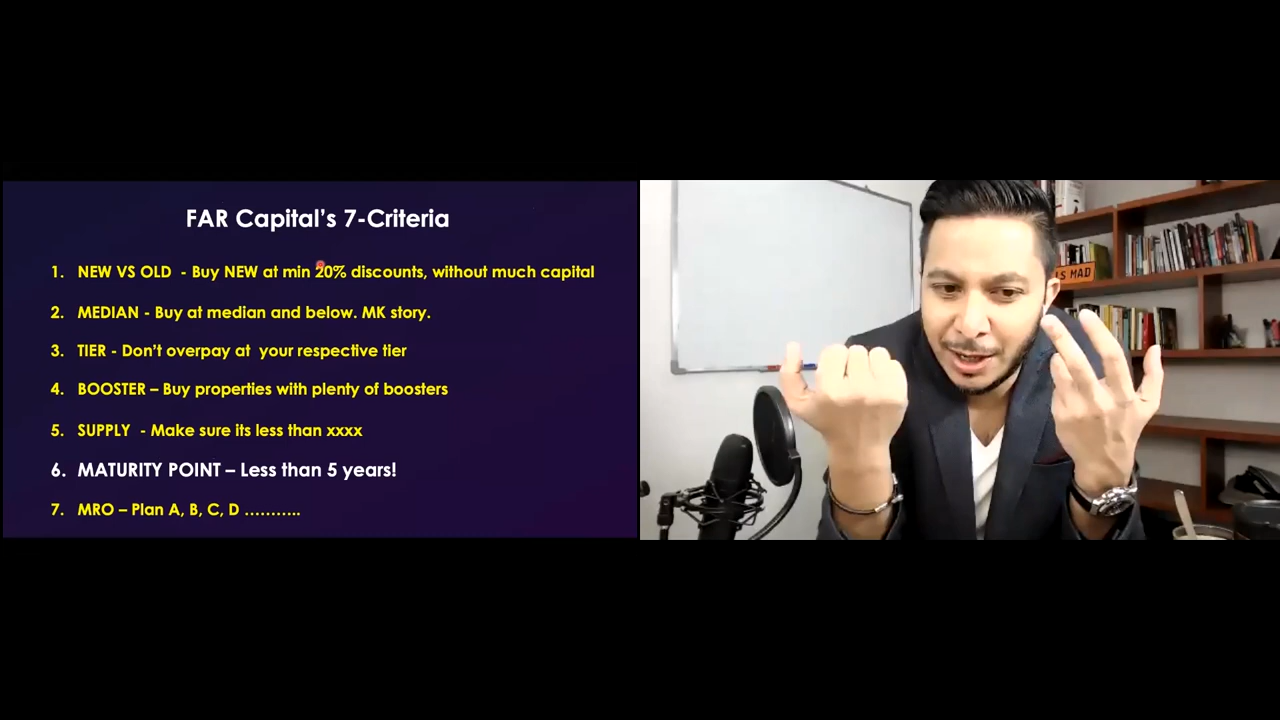 FAR Capital's 7-Criteria
1. NEW VS OLD - Buy NEW at min 20% discounts, without much capital
2. MEDIAN - Buy at median and below. MK story.
3. TIER - Don't overpay at your respective tier
4. BOOSTER – Buy properties with plenty of boosters
5. SUPPLY - Make sure its less than xxxx
6. MATURITY POINT – Less than 5 years!
7. MRO – Plan A, B, C, D ………..
IS MAD